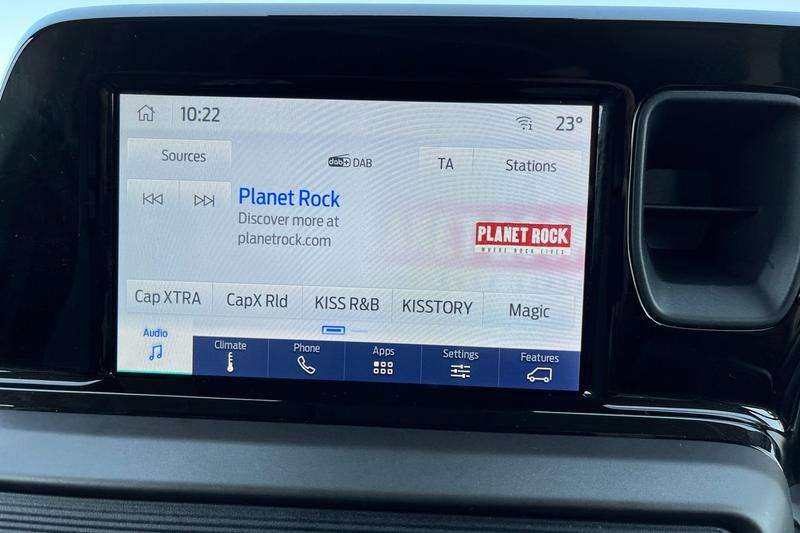 10:22
23°
Sources
dab+ DAB
TA
Stations
Planet Rock
Discover more at
planetrock.com
PLANET ROCK
WHERE ROCK LIVES
Cap XTRA
CapX Rld
KISS R&B
KISSTORY
Magic
Audio
Climate
Phone
Apps
Settings
Features